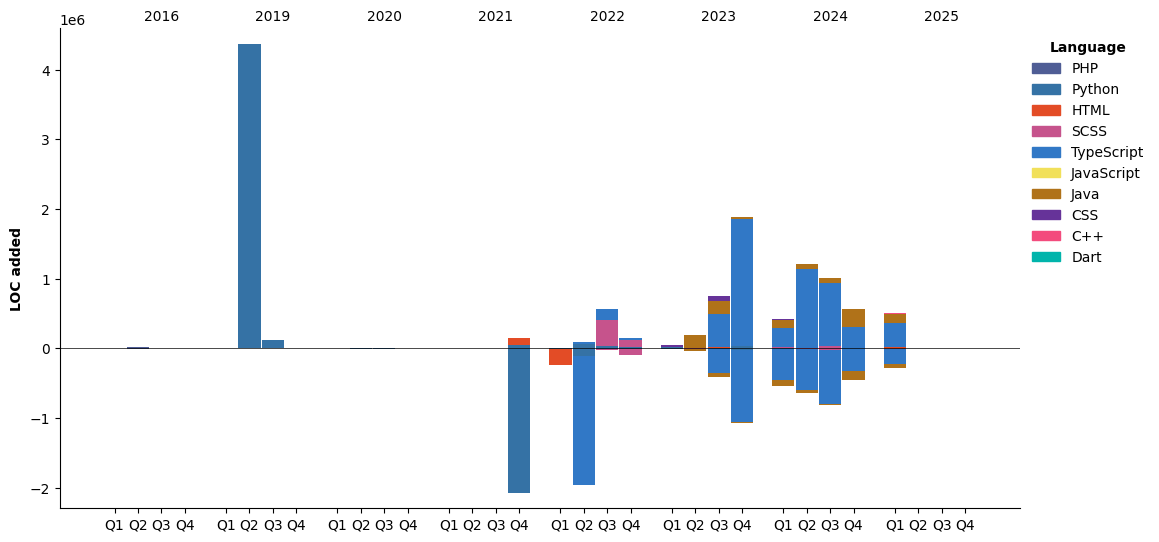 2016 2019 2020 2021 2022 2023 2024 2025
1e6
Language
PHP
Python
HTML
SCSS
TypeScript
JavaScript
Java
CSS
C++
Dart
LOC added
4
3
2
1
0
−1
−2
Q1 Q2 Q3 Q4 Q1 Q2 Q3 Q4 Q1 Q2 Q3 Q4 Q1 Q2 Q3 Q4 Q1 Q2 Q3 Q4 Q1 Q2 Q3 Q4 Q1 Q2 Q3 Q4 Q1 Q2 Q3 Q4